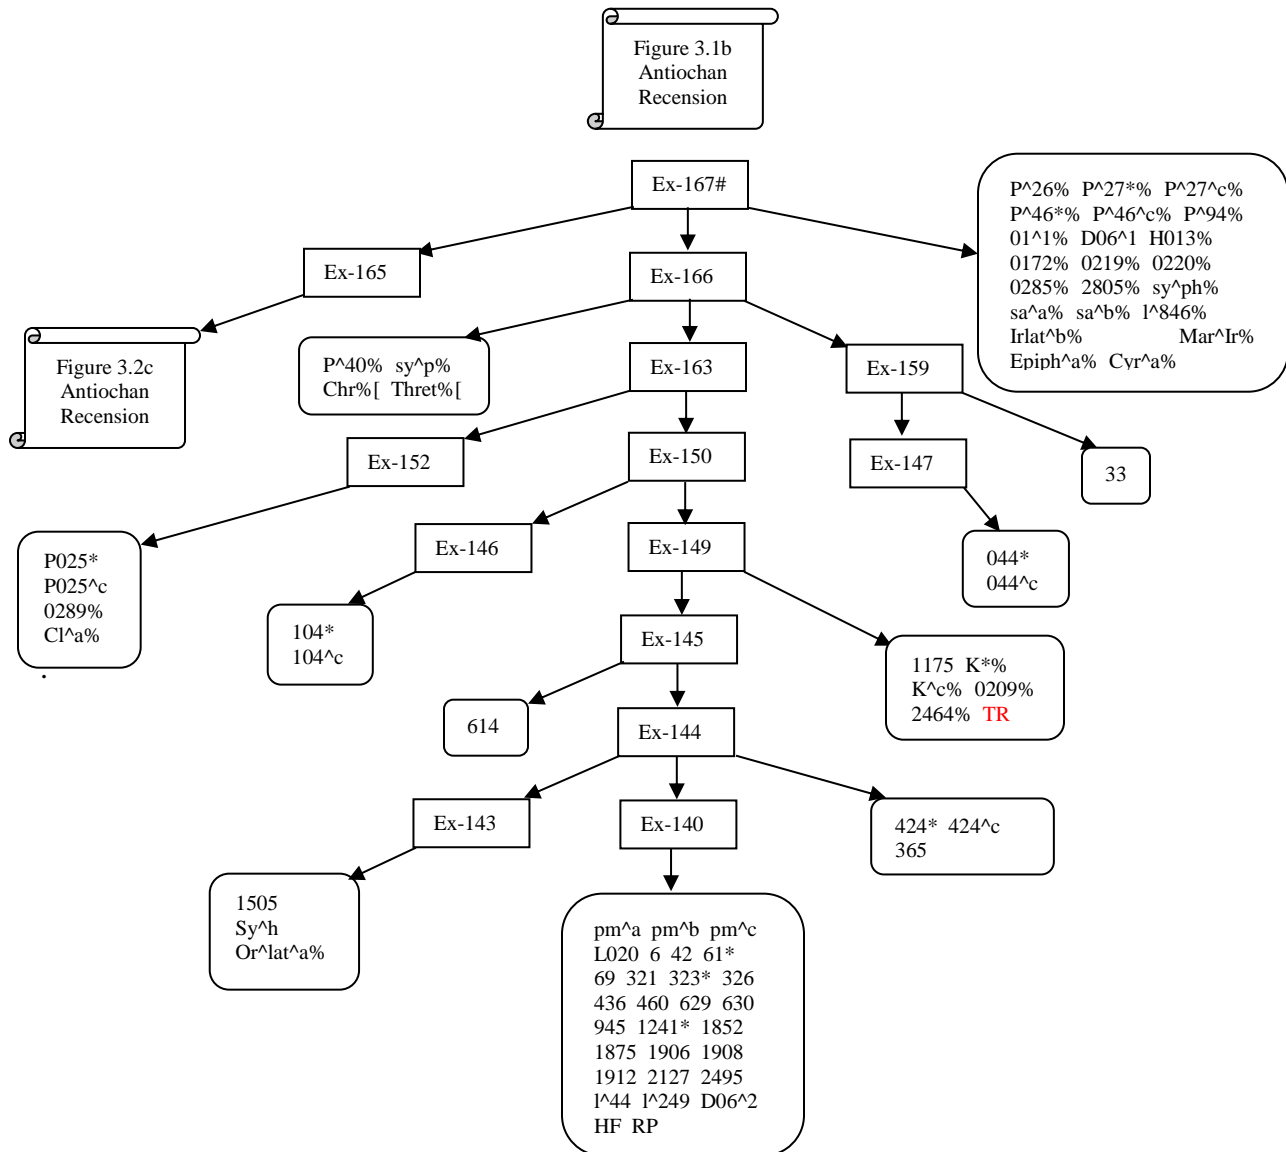 Figure 3.1b
Antiochan
Recension
Ex-167#
P^26% P^27*% P^27^c%
P^46*% P^46^c% P^94%
01^1% D06^1 H013%
0172% 0219% 0220%
0285% 2805% sy^ph%
sa^a% sa^b% l^846%
Irlat^b% Mar^Ir%
Epiph^a% Cyr^a%
Ex-165
Ex-166
Figure 3.2c
Antiochan
Recension
P^40% sy^p%
Chr%[ Thret%[
Ex-163
Ex-159
Ex-152
Ex-150
Ex-147
33
P025*
P025^c
0289%
Cl^a%
.
Ex-146
Ex-149
044*
044^c
104*
104^c
Ex-145
1175 K*%
K^c% 0209%
2464% TR
614
Ex-144
Ex-143
Ex-140
424* 424^c
365
1505
Sy^h
Or^lat^a%
pm^a pm^b pm^c
L020 6 42 61*
69 321 323* 326
436 460 629 630
945 1241* 1852
1875 1906 1908
1912 2127 2495
l^44 l^249 D06^2
HF RP